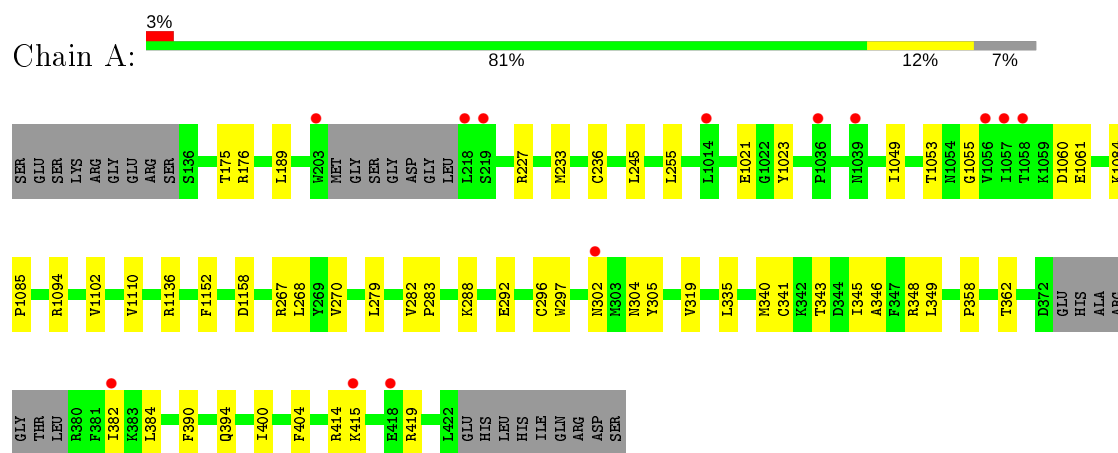 3%
Chain A:
81% 12% 7%
SER GLU SER LYS ARG GLY GLU ARG SER S136 T175 R176 L189 W203 MET GLY SER GLY ASP GLY LEU L218 S219 R227 M233 C236 L245 L255 L1014 E1021 G1022 Y1023 P1036 N1039 I1049 T1053 N1054 G1055 V1056 I1057 T1058 K1059 D1060 E1061 K1084
P1085 R1094 V1102 V1110 R1136 F1152 D1158 R267 L268 Y269 V270 L279 V282 P283 K288 E292 C296 W297 N302 M303 N304 Y305 V319 L335 M340 C341 K342 T343 D344 I345 A346 F347 R348 L349 P358 T362 D372 GLU HIS ALA ARG
GLY THR LEU R380 F381 I382 K383 L384 F390 Q394 I400 F404 R414 K415 E418 R419 L422 GLU HIS LEU HIS ILE GLN ARG ASP SER